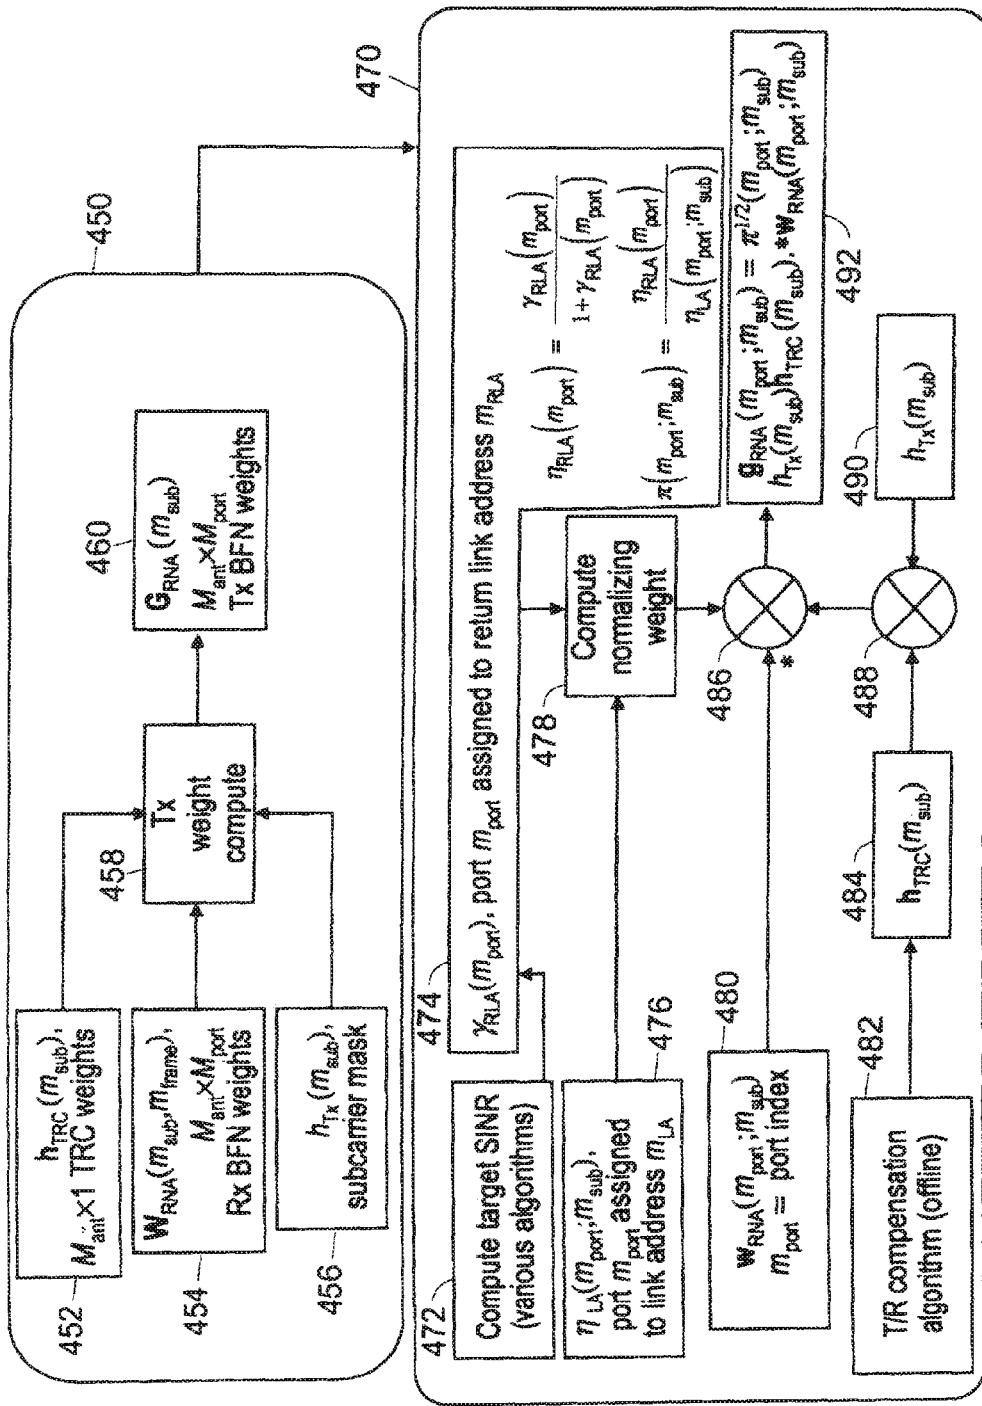 450
452
h_TRC(m_sub),
M_ant×1 TRC weights
454
W_RNA(m_sub,m_frame),
M_ant×M_port
Rx BFN weights
456
h_Tx(m_sub),
subcarrier mask
458
Tx
weight
compute
460
G_RNA(m_sub)
M_ant×M_port
Tx BFN weights
470
472
Compute target SINR
(various algorithms)
474
γ_RLA(m_port), port m_port assigned to return link address m_RLA
η_RLA(m_port) = γ_RLA(m_port) / 1+γ_RLA(m_port)
π(m_port;m_sub) = η_RLA(m_port) / η_LA(m_port;m_sub)
476
η_LA(m_port;m_sub),
port m_port assigned
to link address m_LA
478
Compute
normalizing
weight
480
w_RNA(m_port;m_sub)
m_port= port index
482
T/R compensation
algorithm (offline)
484
h_TRC(m_sub)
486
*
488
490
h_Tx(m_sub)
g_RNA(m_port;m_sub) = π^1/2(m_port;m_sub)
h_Tx(m_sub)h_TRC(m_sub).*w_RNA(m_port;m_sub)
492